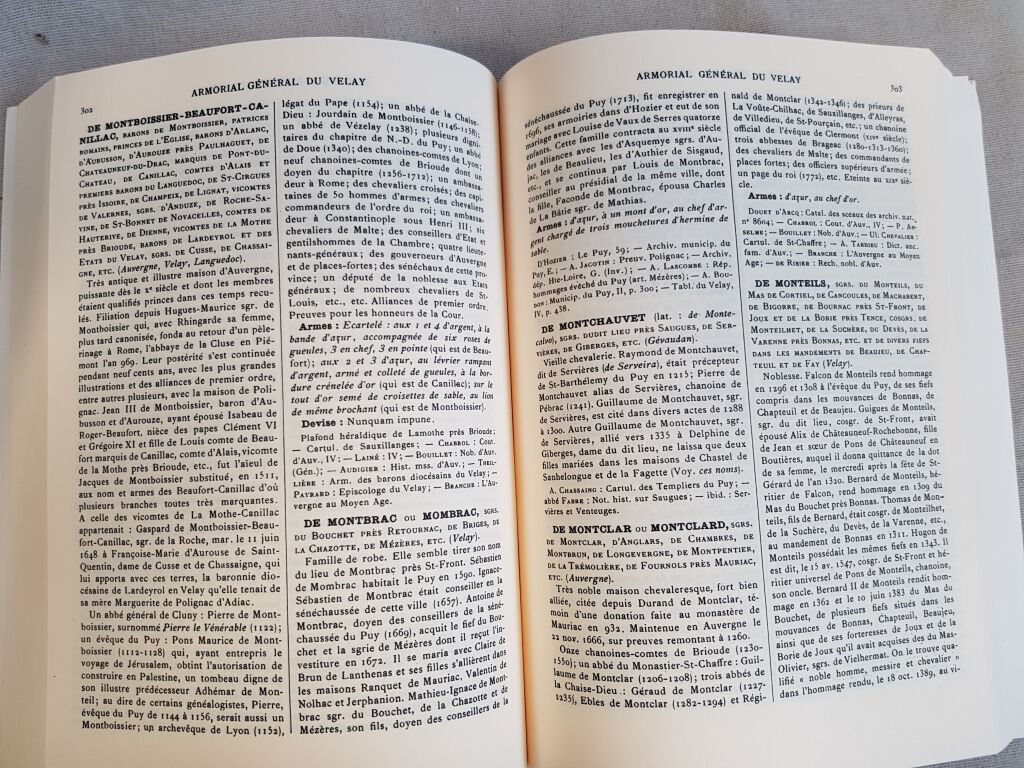 302
ARMORIAL GÉNÉRAL DU VELAY
DE MONTBOISSIER-BEAUFORT-CA-
NILLAC, BARONS DE MONTBOISSIER, PATRICES
ROMAINS, PRINCES DE L'EGLISE, BARONS D'ARLANC,
D'AUBUSSON, D'AUROUZE PRÈS PAULHAGUET, DE
CHATEAUNEUF-DU-DRAC, MARQUIS DE PONT-DU-
CHATEAU, DE CANILLAC, COMTES D'ALAIS ET
PREMIERS BARONS DU LANGUEDOC, DE ST-CIRGUES
PRÈS ISSOIRE, DE CHAMPEIX, DE LIGNAT, VICOMTES
DE VALERNES, SGRS. D'ANDUZE, DE ROCHE-SA-
VINE, DE ST-BONNET DE NOVACELLES, COMTES DE
HAUTERIVE, DE DIENNE, VICOMTES DE LA MOTHE
PRÈS BRIOUDE, BARONS DE LARDEYROL ET DES
ETATS DU VELAY, SGRS. DE CUSSE, DE CHASSAI-
GNE, ETC. (Auvergne, Velay, Languedoc).
Très antique et illustre maison d'Auvergne,
puissante dès le Xe siècle et dont les membres
étaient qualifiés princes dans ces temps recu-
lés. Filiation depuis Hugues-Maurice sgr. de
Montboissier qui, avec Rhingarde sa femme,
plus tard canonisée, fonda au retour d'un pèle-
rinage à Rome, l'abbaye de la Cluse en Pié-
mont l'an 969. Leur postérité s'est continuée
pendant neuf cents ans, avec les plus grandes
illustrations et des alliances de premier ordre,
entre autres plusieurs, avec la maison de Poli-
gnac. Jean III de Montboissier, baron d'Au-
busson et d'Aurouze, ayant épousé Isabeau de
Roger-Beaufort, nièce des papes Clément VI
et Grégoire XI et fille de Louis comte de Beau-
fort marquis de Canillac, comte d'Alais, vicomte
de la Mothe près Brioude, etc., fut l'aïeul de
Jacques de Montboissier substitué, en 1511,
aux nom et armes des Beaufort-Canillac d'où
plusieurs branches toutes très marquantes.
A celle des vicomtes de La Mothe-Canillac
appartenait : Gaspard de Montboissier-Beau-
fort-Canillac, sgr. de la Roche, mar. le 11 juin
1648 à Françoise-Marie d'Aurouse de Saint-
Quentin, dame de Cusse et de Chassaigne, qui
lui apporta avec ces terres, la baronnie dio-
césaine de Lardeyrol en Velay qu'elle tenait de
sa mère Marguerite de Polignac d'Adiac.
Un abbé général de Cluny : Pierre de Mont-
boissier, surnommé Pierre le Vénérable (1122);
un évêque du Puy : Pons Maurice de Mont-
boissier (1112-1128) qui, ayant entrepris le
voyage de Jérusalem, obtint l'autorisation de
construire en Palestine, un tombeau digne de
son illustre prédécesseur Adhémar de Mon-
teil; au dire de certains généalogistes, Pierre,
évêque du Puy de 1144 à 1156, serait aussi un
Montboissier; un archevêque de Lyon (1152),
légat du Pape (1154); un abbé de la Chaise-
Dieu : Jourdain de Montboissier (1146-1158);
un abbé de Vézelay (1238); plusieurs digni-
taires du chapitre de N.-D. du Puy; un abbé
de Doue (1340); des chanoines-comtes de Lyon;
neuf chanoines-comtes de Brioude dont un
doyen du chapitre (1256-1712); un ambassa-
deur à Rome; des chevaliers croisés; des capi-
taines de 50 hommes d'armes; des chevaliers
commandeurs de l'ordre du roi; un ambassa-
deur à Constantinople sous Henri III; six
chevaliers de Malte; des conseillers d'Etat et
gentilshommes de la Chambre; quatre lieute-
nants-généraux; des gouverneurs d'Auvergne
et de places-fortes; des sénéchaux de cette pro-
vince; un député de la noblesse aux Etats
généraux; de nombreux chevaliers de St-
Louis, etc., etc. Alliances de premier ordre.
Preuves pour les honneurs de la Cour.
Armes : Ecartelé : aux 1 et 4 d'argent, à la
bande d'azur, accompagnée de six roses de
gueules, 3 en chef, 3 en pointe (qui est de Beau-
fort); aux 2 et 3 d'azur, au lévrier rampant
d'argent, armé et colleté de gueules, à la bor-
dure crénelée d'or (qui est de Canillac); sur le
tout d'or semé de croisettes de sable, au lion
de même brochant (qui est de Montboissier).
Devise : Nunquam impune.
Plafond héraldique de Lamothe près Brioude;
— Cartul. de Sauxillanges; — CHABROL : Cout.
d'Auv., IV; — LAINÉ : IV; — BOUILLET : Nob. d'Auv.
(Gén.); — AUDIGIER : Hist. mss. d'Auv.; — THEIL-
LIÈRE : Arm. des barons diocésains du Velay; —
PAYRARD : Episcologe du Velay; — BRANCHE : L'Au-
vergne au Moyen Age.
DE MONTBRAC ou MOMBRAC, SGRS.
DU BOUCHET PRÈS RETOURNAC, DE BRIGES, DE
LA CHAZOTTE, DE MÉZÈRES, ETC. (Velay).
Famille de robe. Elle semble tirer son nom
du lieu de Montbrac près St-Front. Sébastien
de Mombrac habitait le Puy en 1590. Ignace-
Sébastien de Montbrac était conseiller en la
sénéchaussée de cette ville (1657). Antoine de
Montbrac, doyen des conseillers de la séné-
chaussée du Puy (1669), acquit le fief du Bou-
chet et la sgrie de Mézères dont il reçut l'in-
vestiture en 1672. Il se maria avec Claire de
Brun de Lanthenas et ses filles s'allièrent dans
les maisons Ranquet de Mauriac, Valentin de
Nolhac et Jerphanion. Mathieu-Ignace de Mont-
brac sgr. du Bouchet, de la Chazotte et de
Mézères, son fils, doyen des conseillers de la
ARMORIAL GÉNÉRAL DU VELAY
303
sénéchaussée du Puy (1713), fit enregistrer en
1696, ses armoiries dans d'Hozier et eut de son
mariage avec Louise de Vaux de Serres quatorze
enfants. Cette famille contracta au XVIIIe siècle
des alliances avec les d'Asquemye sgrs. d'Au-
jac, les de Beaulieu, les d'Authier de Sisgaud,
etc., et se continua par Louis de Montbrac,
conseiller au présidial de la même ville, dont
la fille, Faconde de Montbrac, épousa Charles
de La Bâtie sgr. de Mathias.
Armes : d'azur, à un mont d'or, au chef d'ar-
gent chargé de trois mouchetures d'hermine de
sable.
D'HOZIER : Le Puy, 59; — Archiv. municip. du
Puy, E.; — A. JACOTIN : Preuv. Polignac; — Archiv.
dép. Hte-Loire, G. (Inv.); — A. LASCOMBE : Rép.
hommages évêché du Puy (art. Mézères); — A. BOU-
DON : Municip. du Puy, II, p. 300; — Tabl. du Velay,
IV, p. 438.
DE MONTCHAUVET (lat. : de Monte-
calvo), SGRS. DUDIT LIEU PRÈS SAUGUES, DE SER-
VIÈRES, DE GIBERGES, ETC. (Gévaudan).
Vieille chevalerie. Raymond de Montchauvet,
dit de Servières (de Serveira), était précepteur
de St-Barthélemy du Puy en 1215; Pierre de
Montchauvet, alias de Servières, chanoine de
Pébrac (1241). Guillaume de Montchauvet, sgr.
de Servières, est cité dans divers actes de 1288
à 1300. Autre Guillaume de Montchauvet, sgr.
de Servières, allié vers 1335 à Delphine de
Giberges, dame du dit lieu, ne laissa que deux
filles mariées dans les maisons de Chastel de
Sanhelongue et de la Fagette (Voy. ces noms).
A. CHASSAING : Cartul. des Templiers du Puy; —
abbé FABRE : Not. hist. sur Saugues; — ibid. : Ser-
vières et Venteuges.
DE MONTCLAR ou MONTCLARD, SGRS.
DE MONTCLAR, D'ANGLARS, DE CHAMBRES, DE
MONTBRUN, DE LONGEVERGNE, DE MONTPENTIER,
DE LA TRÉMOLIÈRE, DE FOURNOLS PRÈS MAURIAC,
ETC. (Auvergne).
Très noble maison chevaleresque, fort bien
alliée, citée depuis Durand de Montclar, té-
moin d'une donation faite au monastère de
Mauriac en 932. Maintenue en Auvergne le
22 nov. 1666, sur preuves remontant à 1260.
Onze chanoines-comtes de Brioude (1230-
1550); un abbé du Monastier-St-Chaffre : Guil-
laume de Montclar (1206-1208); trois abbés de
la Chaise-Dieu : Géraud de Montclar (1227-
1235), Ebles de Montclar (1282-1294) et Régi-
nald de Montclar (1342-1346); des prieurs de
La Voûte-Chilhac, de Sauxillanges, d'Alleyras,
de Villedieu, de St-Pourçain, etc.; un chanoine
official de l'évêque de Clermont (1291-1295);
trois abbesses de Brageac (1280-1313-1360);
des chevaliers de Malte; des commandants de
places fortes; des officiers supérieurs d'armée;
un page du roi (1772), etc. Eteinte au XIXe siè-
cle.
Armes : d'azur, au chef d'or.
DOUET D'ARCQ : Catal. des sceaux des archiv. nat.,
n° 8604; — CHABROL : Cout. d'Auv., IV; — P. AN-
SELME; — BOUILLET : Nob. d'Auv.; — Ul. CHEVALIER :
Cartul. de St-Chaffre; — A. TARDIEU : Dict. anc.
fam. d'Auv.; — BRANCHE : L'Auvergne au Moyen
Age; — DE RIBIER : Rech. nobl. d'Auv.
DE MONTEILS, SGRS. DU MONTEILS, DU
MAS DE CORTIEL, DE CANCOULES, DE MACHABERT,
DE BIGORRE, DE BOURNAC PRÈS ST-FRONT, DE
JOUX ET DE LA BORIE PRÈS TENCE, COSGRS. DE
MONTEILHET, DE LA SUCHÈRE, DU DEVÈS, DE LA
VARENNE PRÈS BONNAS, ETC. ET DE DIVERS FIEFS
DANS LES MANDEMENTS DE BEAUJEU, DE CHAP-
TEUIL ET DE FAY (Velay).
Noblesse. Falcon de Monteils rend hommage
en 1296 et 1308 à l'évêque du Puy, de ses fiefs
compris dans les mouvances de Bonnas, de
Chapteuil et de Beaujeu. Guigues de Monteils,
sgr. du dit lieu, cosgr. de St-Front, avait
épousé Alix de Châteauneuf-Rochebonne, fille
de Jean et sœur de Pons de Châteauneuf en
Boutières, auquel il donna quittance de la dot
de sa femme, le mercredi après la fête de St-
Gérard de l'an 1320. Bernard de Monteils, hé-
ritier de Falcon, rend hommage en 1309 du
Mas du Bouchet près Bonnas. Thomas de Mon-
teils, fils de Bernard, était cosgr. de Monteilhet,
de la Suchère, du Devès, de la Varenne, etc.,
au mandement de Bonnas en 1311. Hugon de
Monteils possédait les mêmes fiefs en 1343. Il
est dit, le 15 av. 1547, cosgr. de St-Front et hé-
ritier universel de Pons de Monteils, chanoine,
son oncle. Bernard II de Monteils rendit hom-
mage en 1362 et le 10 juin 1383 du Mas du
Bouchet, de plusieurs fiefs situés dans les
mouvances de Bonnas, Chapteuil, Beaujeu,
ainsi que de ses forteresses de Joux et de la
Borie de Joux qu'il avait acquises des du Mas-
Olivier, sgrs. de Vielhermat. On le trouve qua-
lifié « noble homme, messire et chevalier »
dans l'hommage rendu, le 18 oct. 1389, au vi-